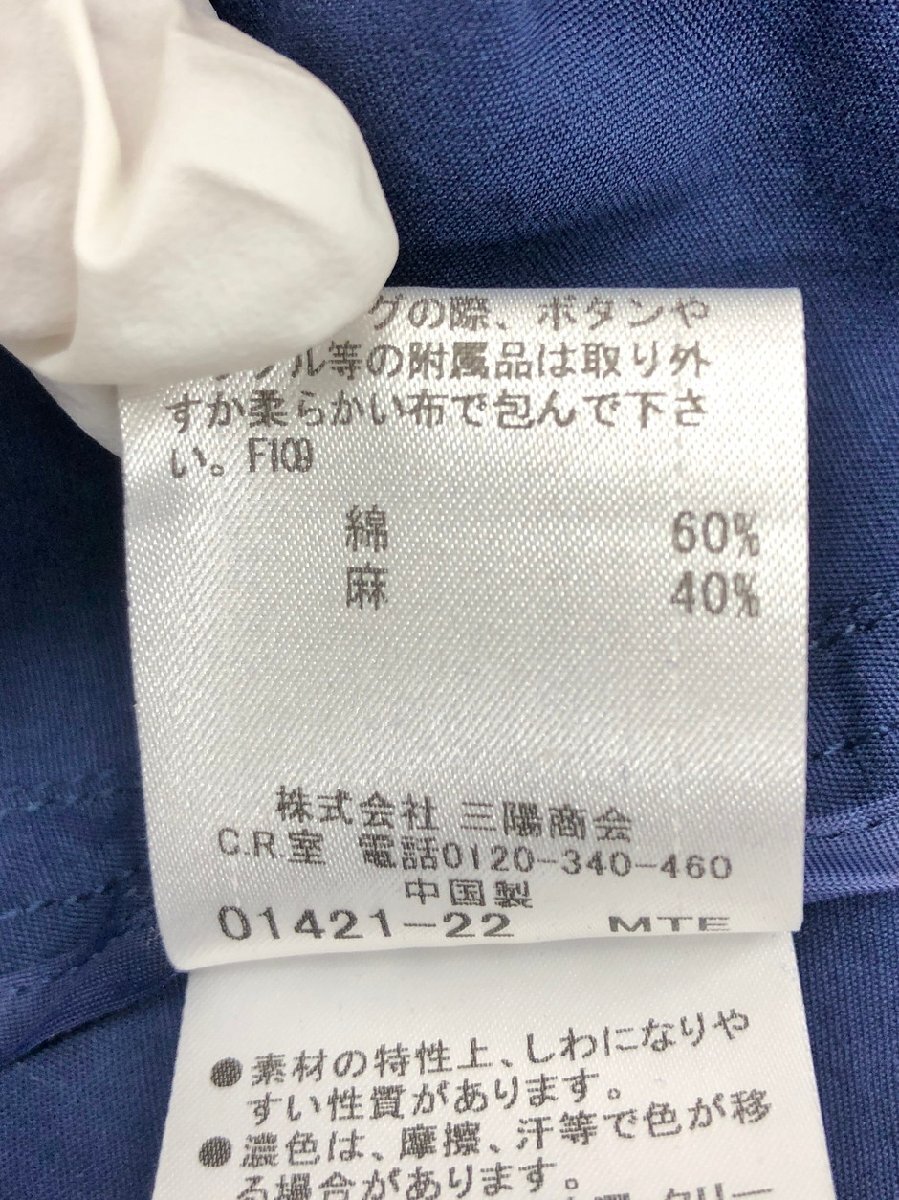 グの際、ボタンや
ル等の附属品は取り外
すか柔らかい布で包んで下さ
い。F109
綿 60%
麻 40%
株式会社 三陽商会
C.R.室 電話0120-340-460
中国製
01421-22 MTE
●素材の特性上、しわになりや
すい性質があります。
●濃色は、摩擦、汗等で色が移
る場合があります。